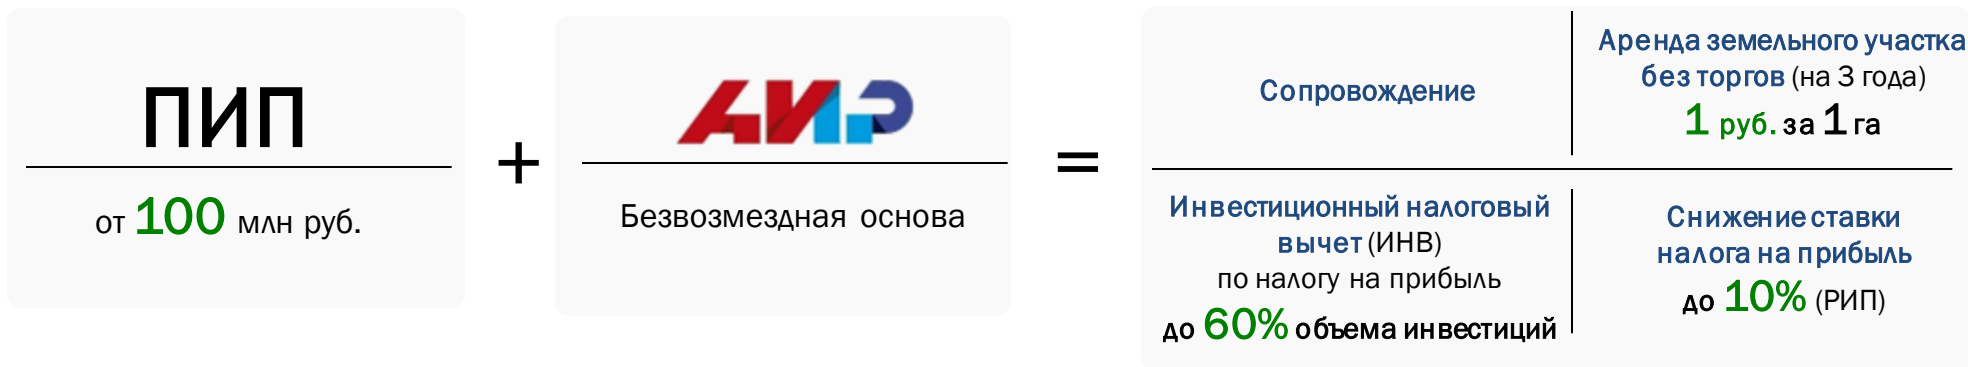 ПИП
от 100 млн руб.
+
АИР
Безвозмездная основа
=
Сопровождение
Аренда земельного участка
без торгов (на 3 года)
1 руб. за 1 га
Инвестиционный налоговый
вычет (ИНВ)
по налогу на прибыль
до 60% объема инвестиций
Снижение ставки
налога на прибыль
до 10% (РИП)